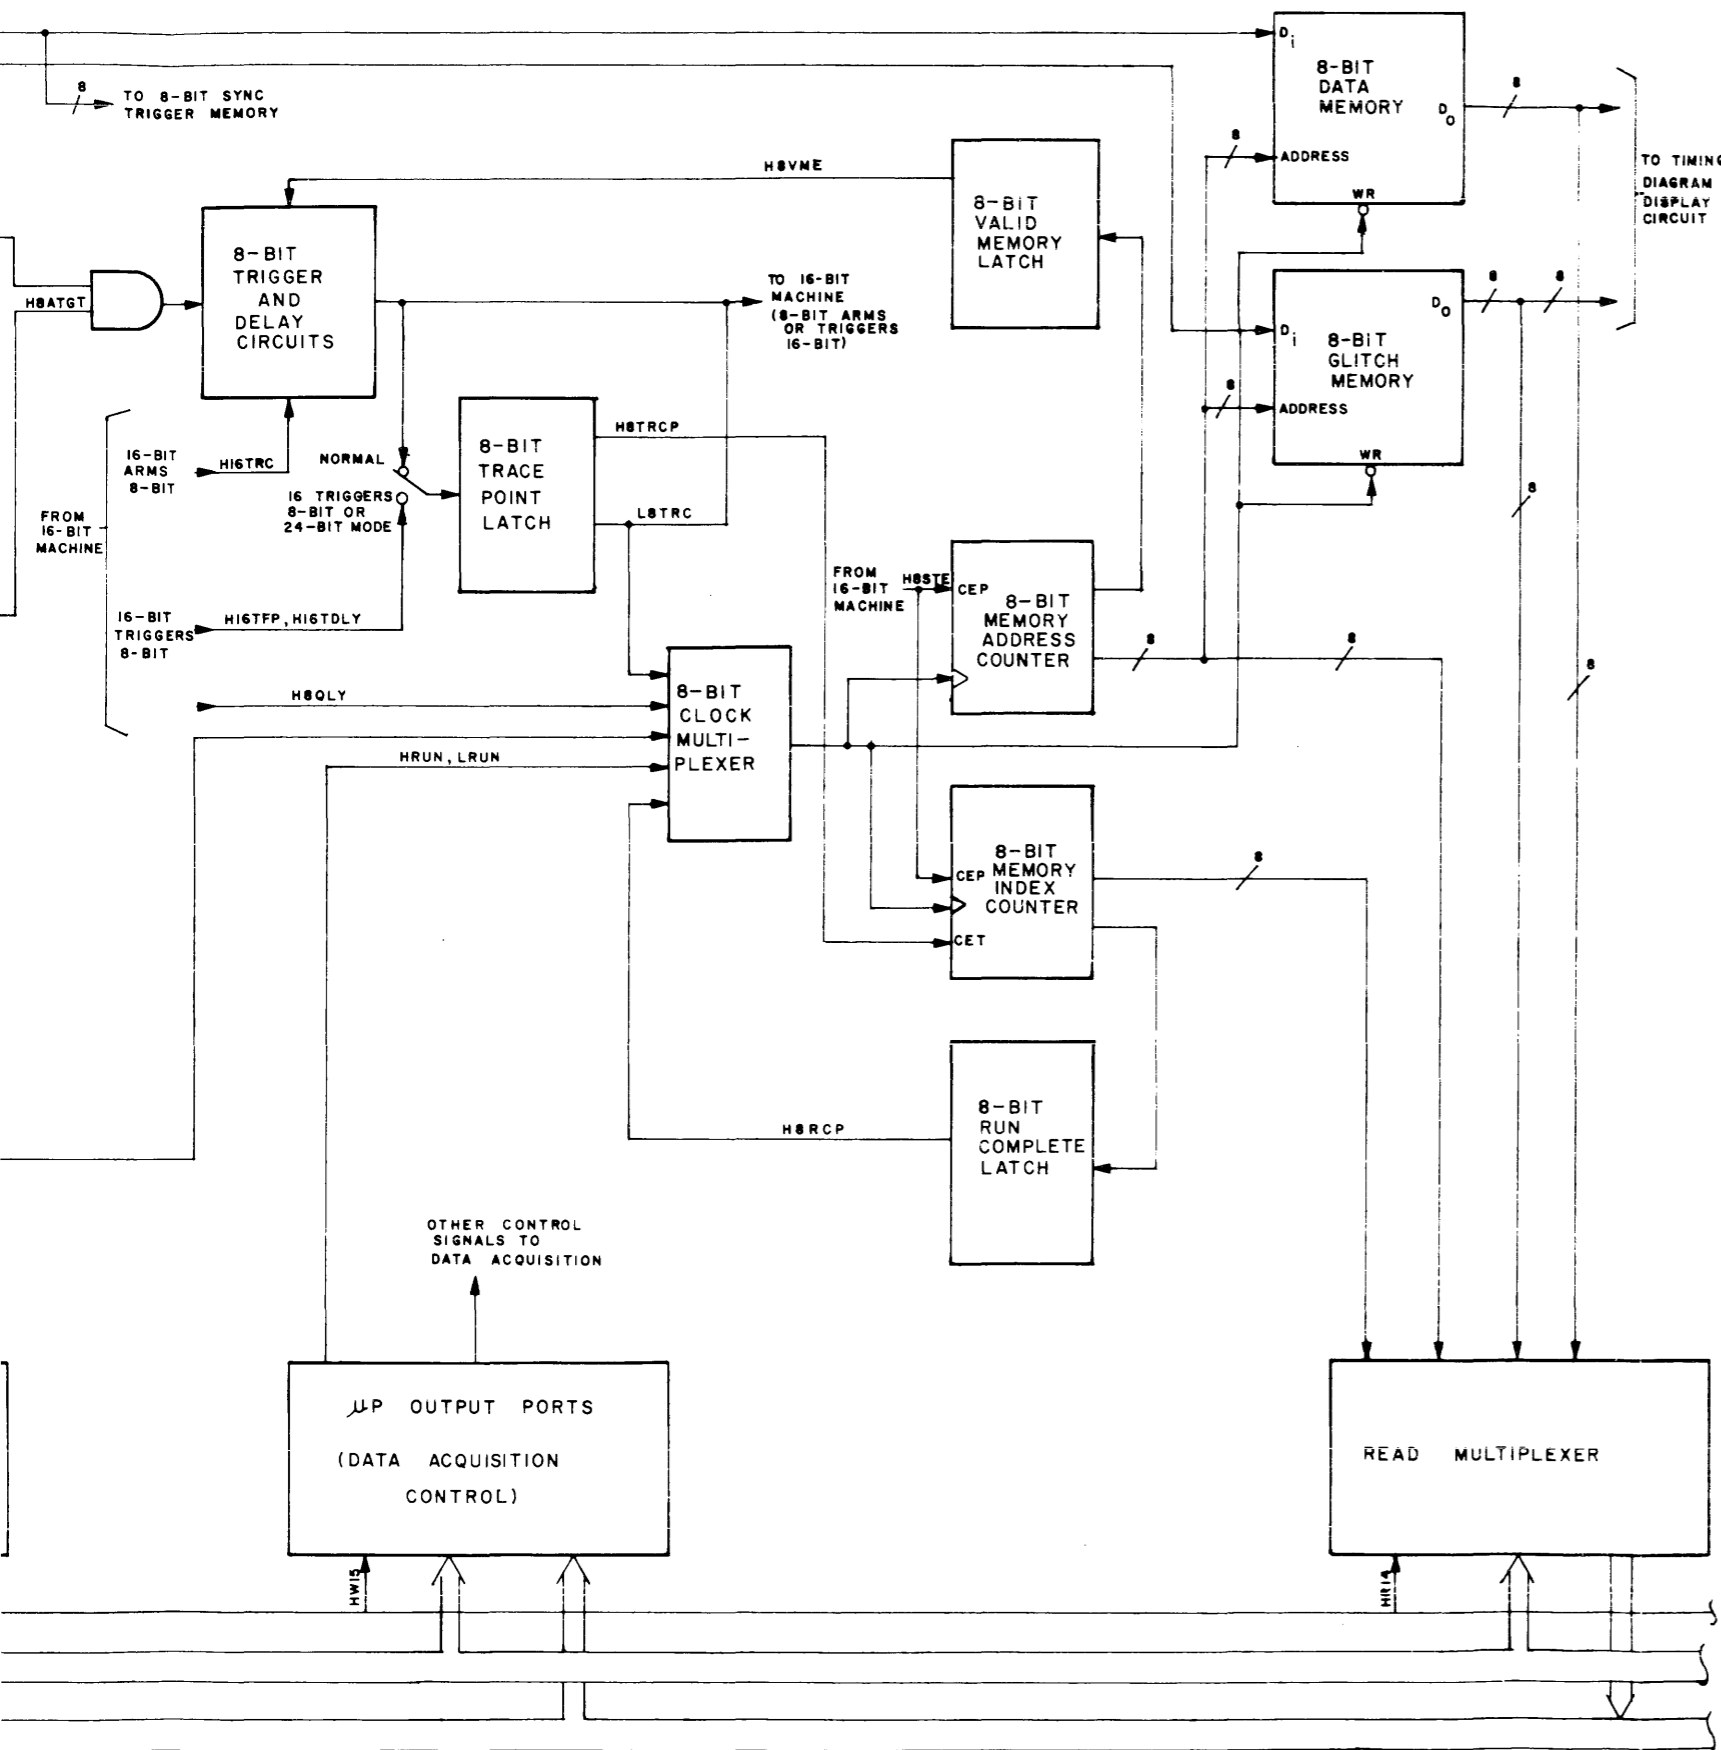 Di
8-BIT
DATA
MEMORY
Do
8
ADDRESS
8
WR
8
TO 8-BIT SYNC
TRIGGER MEMORY
TO TIMING
DIAGRAM
DISPLAY
CIRCUIT
H8VME
8-BIT
VALID
MEMORY
LATCH
8-BIT
TRIGGER
AND
DELAY
CIRCUITS
H8ATGT
TO 16-BIT
MACHINE
(8-BIT ARMS
OR TRIGGERS
16-BIT)
Do
8
8
Di
8-BIT
GLITCH
MEMORY
8
ADDRESS
WR
8
8
16-BIT
ARMS
8-BIT
H16TRC
NORMAL
16 TRIGGERS
8-BIT OR
24-BIT MODE
FROM
16-BIT
MACHINE
8-BIT
TRACE
POINT
LATCH
H8TRCP
L8TRC
16-BIT
TRIGGERS
8-BIT
H16TFP, H16TDLY
FROM
16-BIT
MACHINE
H8STE
CEP
8-BIT
MEMORY
ADDRESS
COUNTER
8
8
H8QLY
HRUN, LRUN
8-BIT
CLOCK
MULTI-
PLEXER
8-BIT
CEP MEMORY
INDEX
COUNTER
CET
8
H8RCP
8-BIT
RUN
COMPLETE
LATCH
OTHER CONTROL
SIGNALS TO
DATA ACQUISITION
µP OUTPUT PORTS
(DATA ACQUISITION
CONTROL)
READ MULTIPLEXER
HW15
HR14